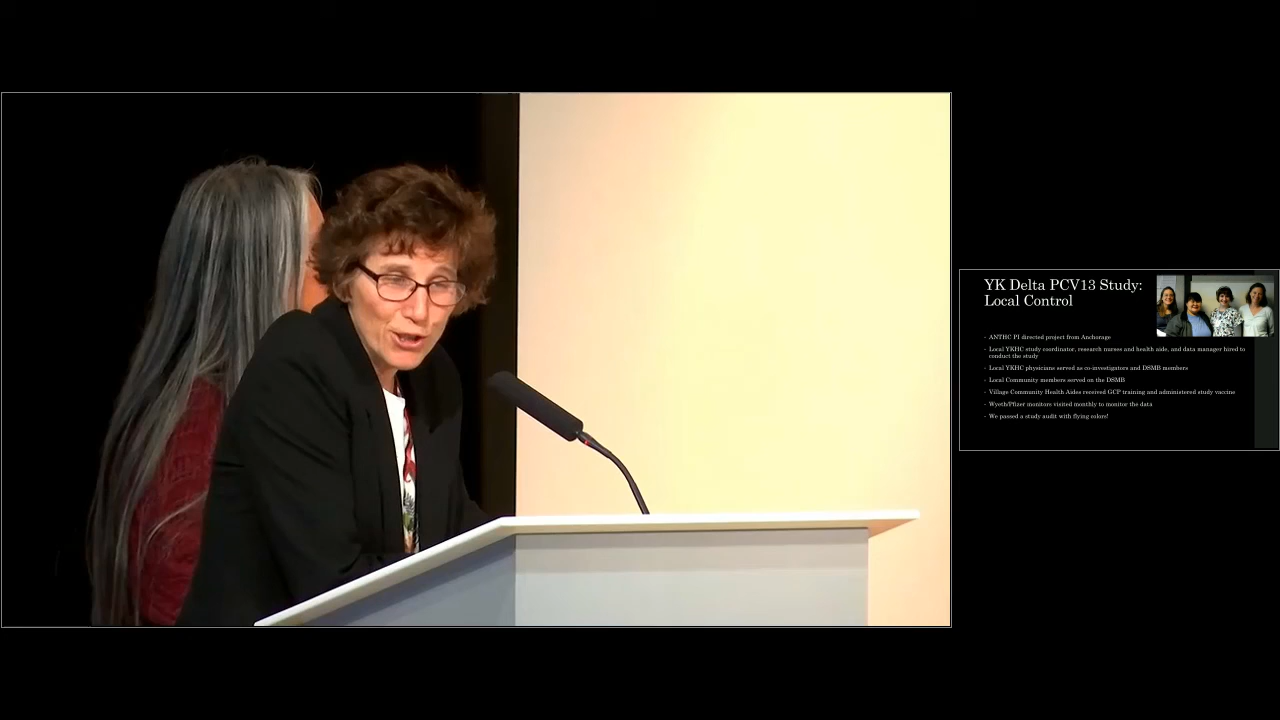 YK Delta PCV13 Study:
Local Control
- ANTHC PI directed project from Anchorage
- Local YKHC study coordinator, research nurses and health aide, and data manager hired to
conduct the study
- Local YKHC physicians served as co-investigators and DSMB members
- Local Community members served on the DSMB
- Village Community Health Aides received GCP training and administered study vaccine
- Wyeth/Pfizer monitors visited monthly to monitor the data
- We passed a study audit with flying colors!